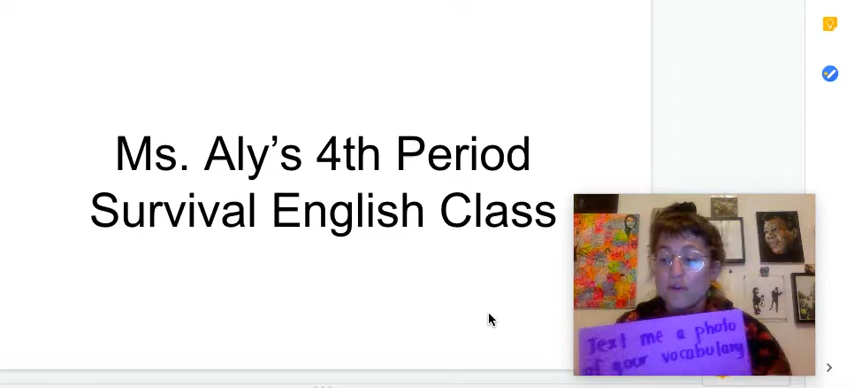 Ms. Aly’s 4th Period
Survival English Class
Text me a photo
of your vocabulary